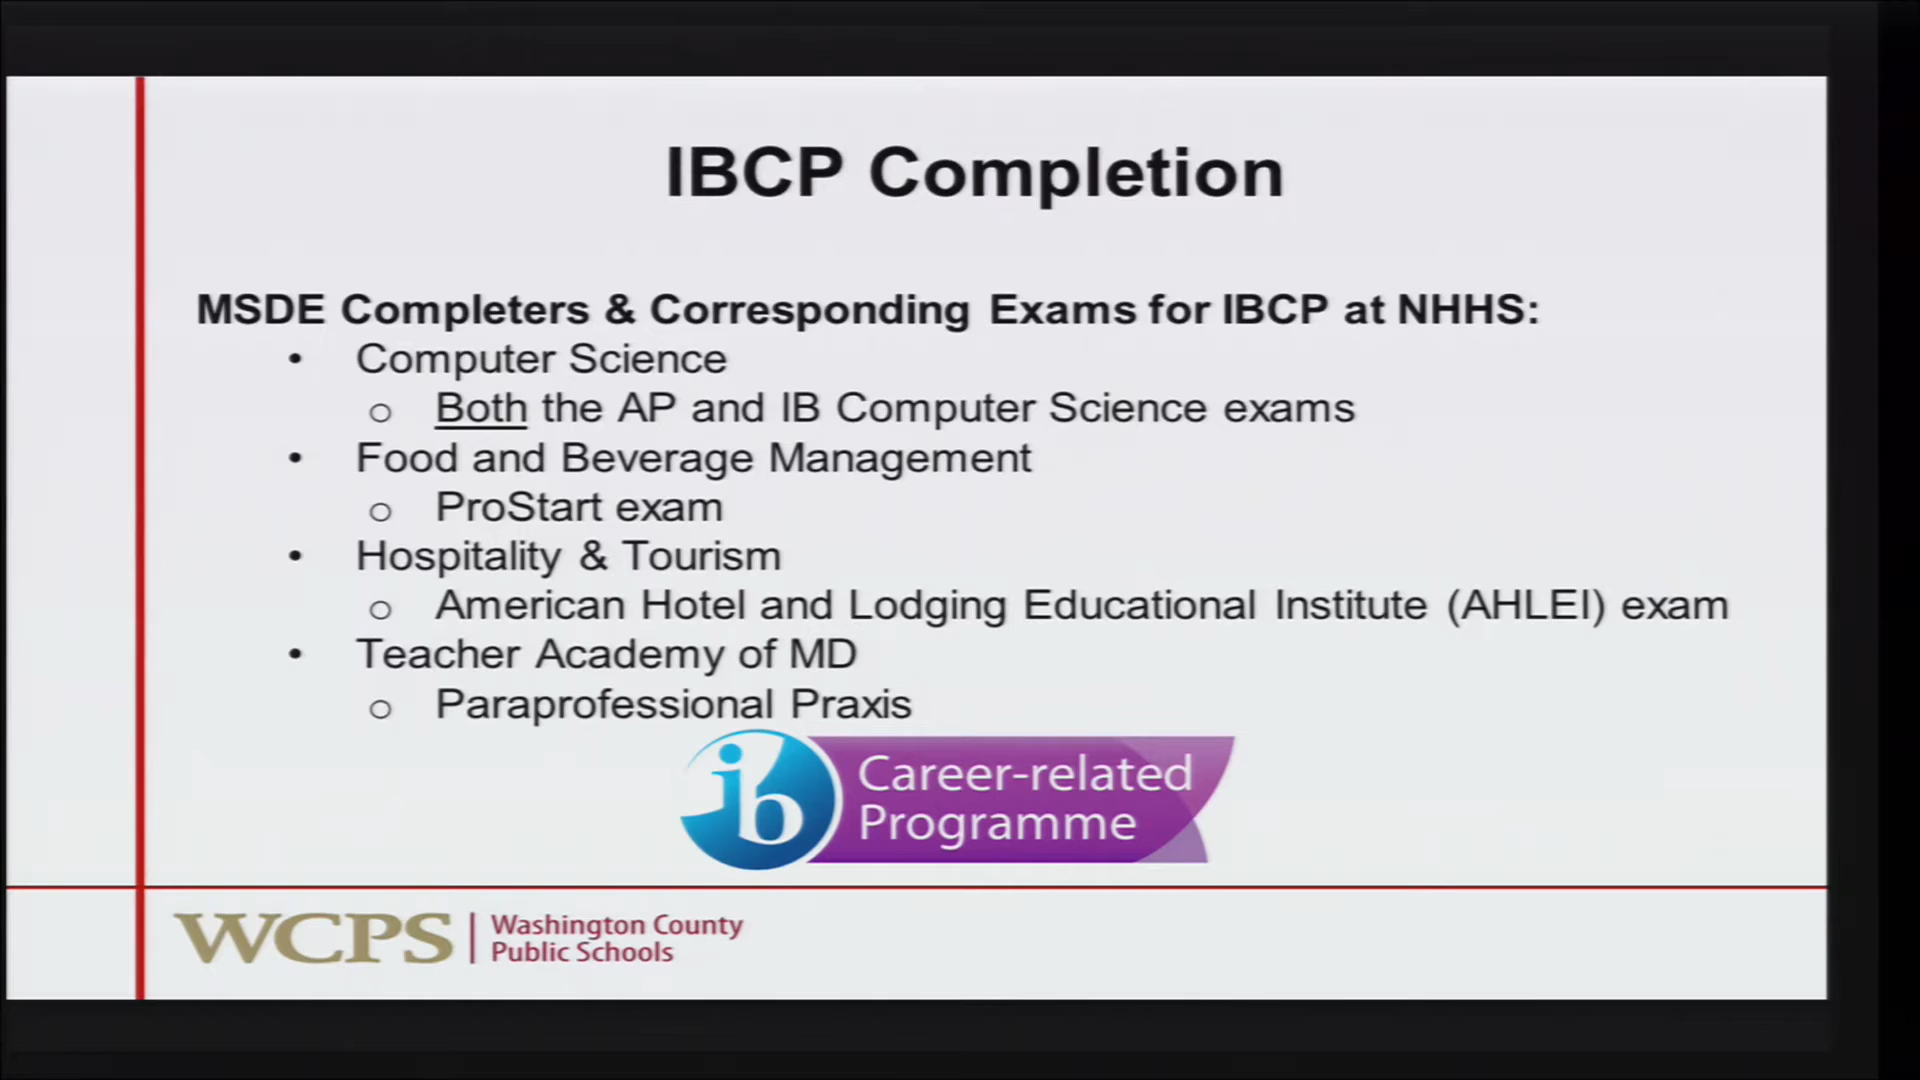 IBCP Completion
MSDE Completers & Corresponding Exams for IBCP at NHHS:
• Computer Science
o Both the AP and IB Computer Science exams
• Food and Beverage Management
o ProStart exam
• Hospitality & Tourism
o American Hotel and Lodging Educational Institute (AHLEI) exam
• Teacher Academy of MD
o Paraprofessional Praxis
ib
Career-related
Programme
WCPS
Washington County
Public Schools